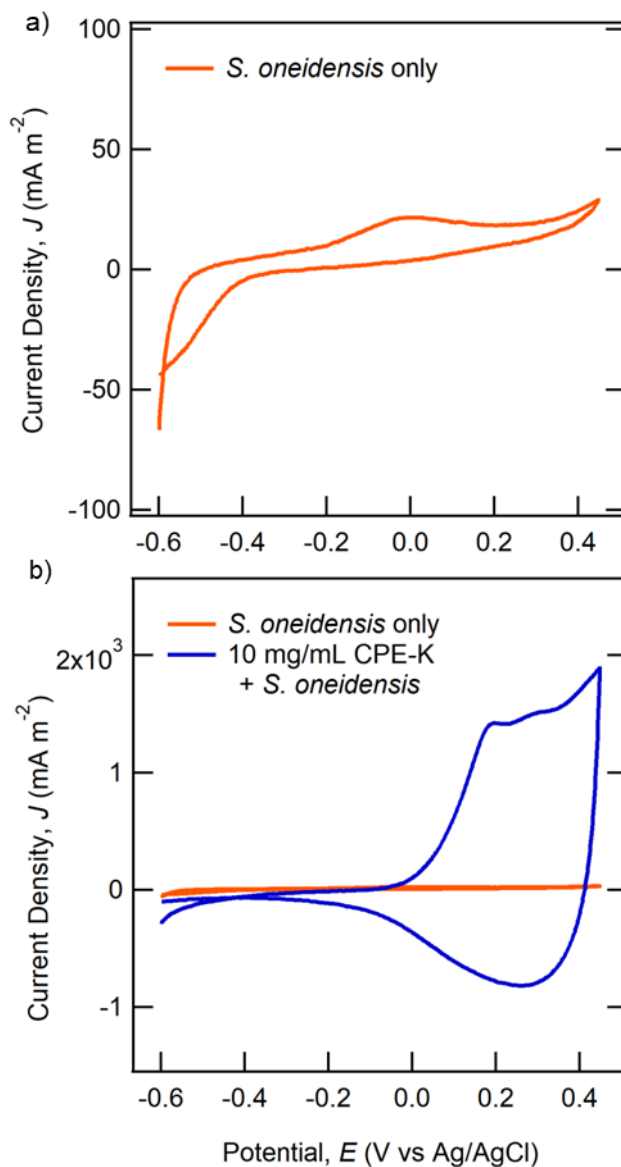 a)
100
50
0
-50
-100
Current Density, J (mA m⁻²)
S. oneidensis only
-0.6 -0.4 -0.2 0.0 0.2 0.4
b)
2x10³
1
0
-1
Current Density, J (mA m⁻²)
S. oneidensis only
10 mg/mL CPE-K
+ S. oneidensis
-0.6 -0.4 -0.2 0.0 0.2 0.4
Potential, E (V vs Ag/AgCl)